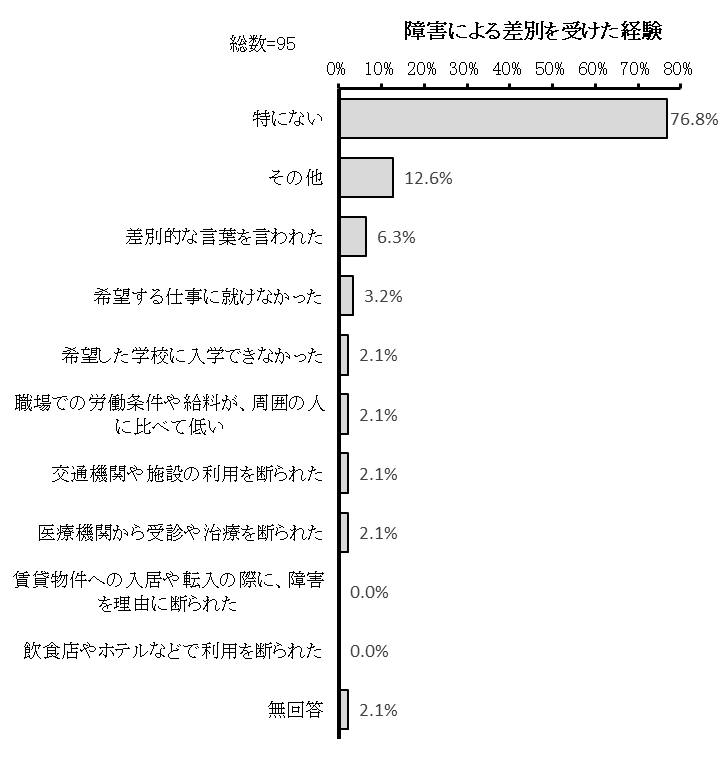 障害による差別を受けた経験
総数=95
0% 10% 20% 30% 40% 50% 60% 70% 80%
特にない 76.8%
その他 12.6%
差別的な言葉を言われた 6.3%
希望する仕事に就けなかった 3.2%
希望した学校に入学できなかった 2.1%
職場での労働条件や給料が、周囲の人
に比べて低い 2.1%
交通機関や施設の利用を断られた 2.1%
医療機関から受診や治療を断られた 2.1%
賃貸物件への入居や転入の際に、障害
を理由に断られた 0.0%
飲食店やホテルなどで利用を断られた 0.0%
無回答 2.1%